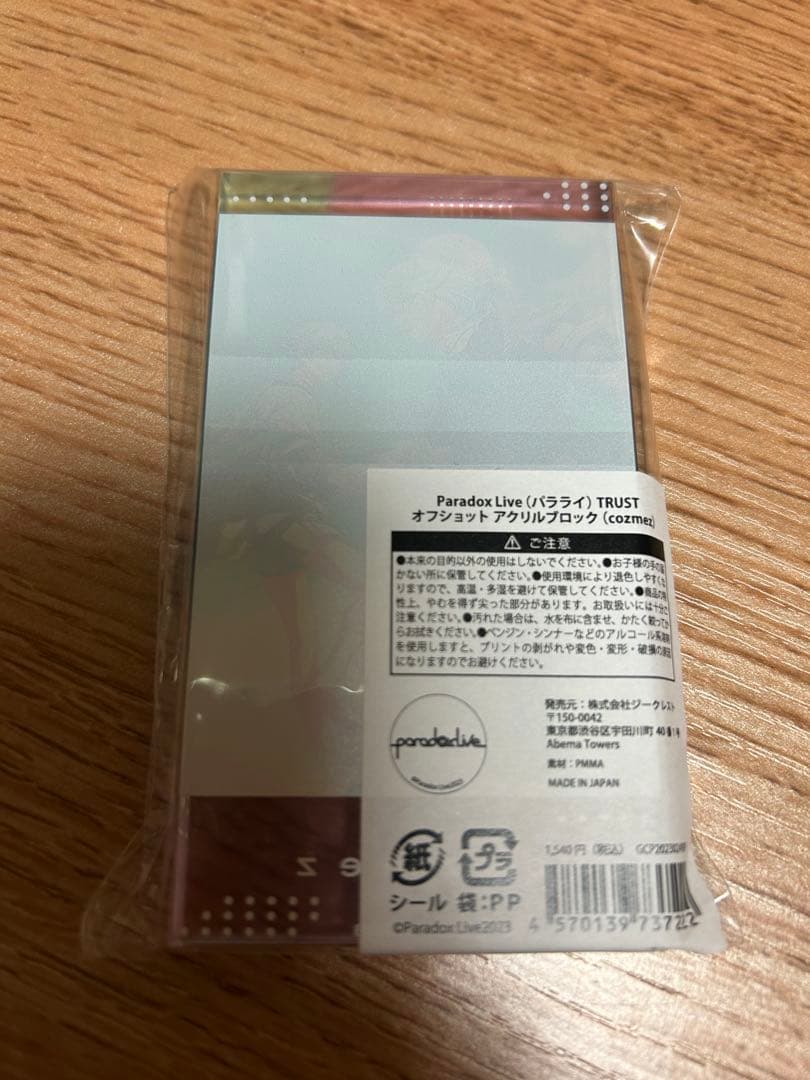 Paradox Live（パラライ）TRUST
オフショット アクリルブロック（cozmez）
⚠ ご注意
●本来の目的以外の使用はしないでください。●お子様の手の届
かない所に保管してください。●使用環境により退色しやすくな
りますので、高温・多湿を避けて保管してください。●商品の特
性上、やむを得ず尖った部分があります。お取扱いには十分ご
注意ください。●汚れた場合は、水を布に含ませ、かたく絞ってか
らお拭きください。●ベンジン・シンナーなどのアルコール系溶剤
を使用しますと、プリントの剥がれや変色・変形・破損の原因
になりますのでお避けください。
paradoxlive
©Paradox Live2023
発売元：株式会社ジークレスト
〒150-0042
東京都渋谷区宇田川町 40番1号
Abema Towers
素材：PMMA
MADE IN JAPAN
紙
プラ
シール 袋：PP
1,540円（税込）
©Paradox Live2023
4 570139 7372
e z